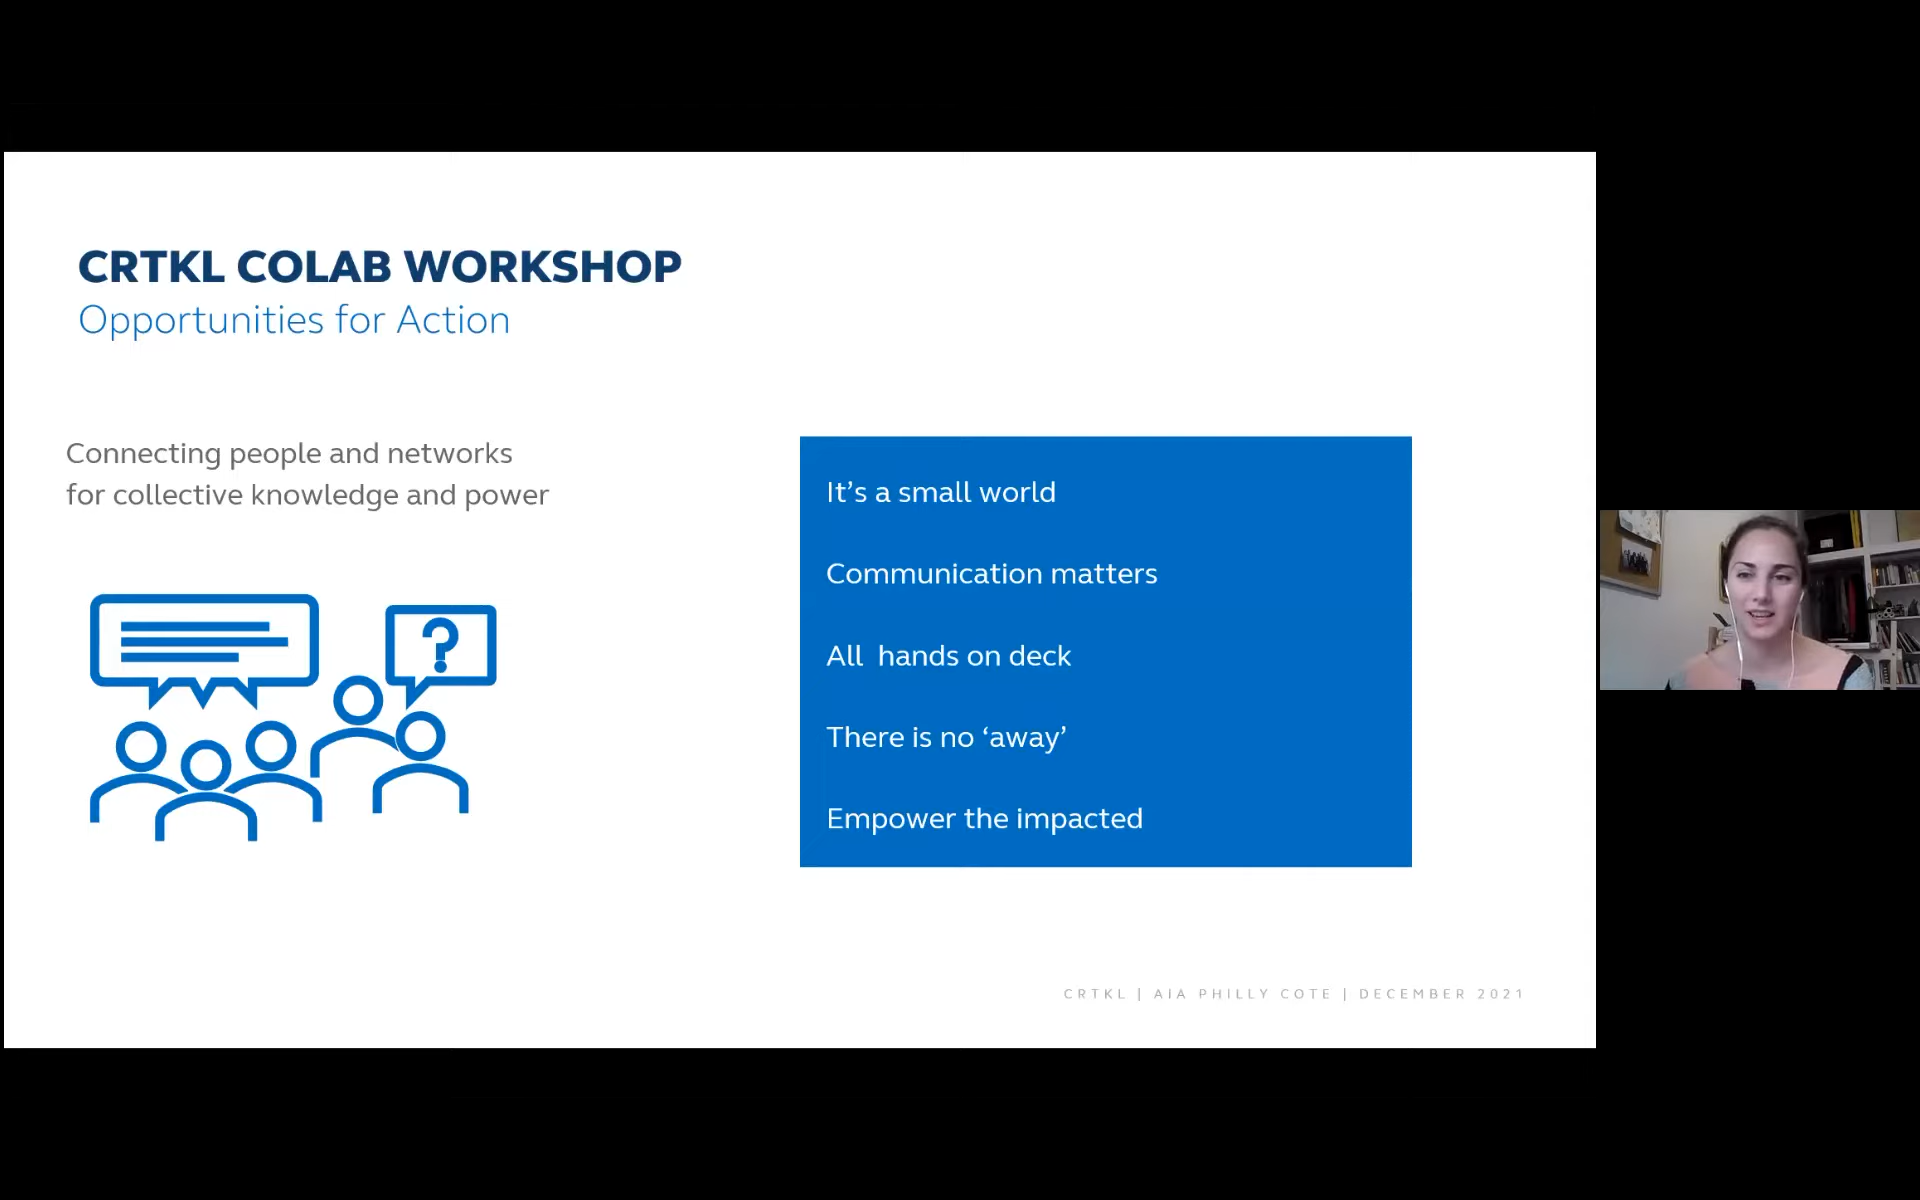 CRTKL COLAB WORKSHOP
Opportunities for Action
Connecting people and networks
for collective knowledge and power
?
It’s a small world
Communication matters
All  hands on deck
There is no ‘away’
Empower the impacted
CRTKL | AIA PHILLY COTE | DECEMBER 2021